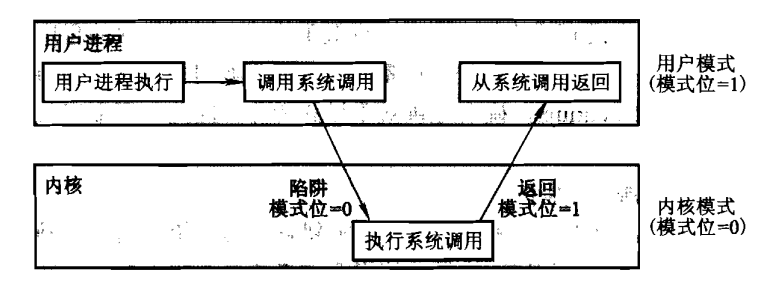 用户进程
用户进程执行
调用系统调用
从系统调用返回
用户模式
(模式位=1)
内核
陷阱
模式位=0
返回
模式位=1
执行系统调用
内核模式
(模式位=0)